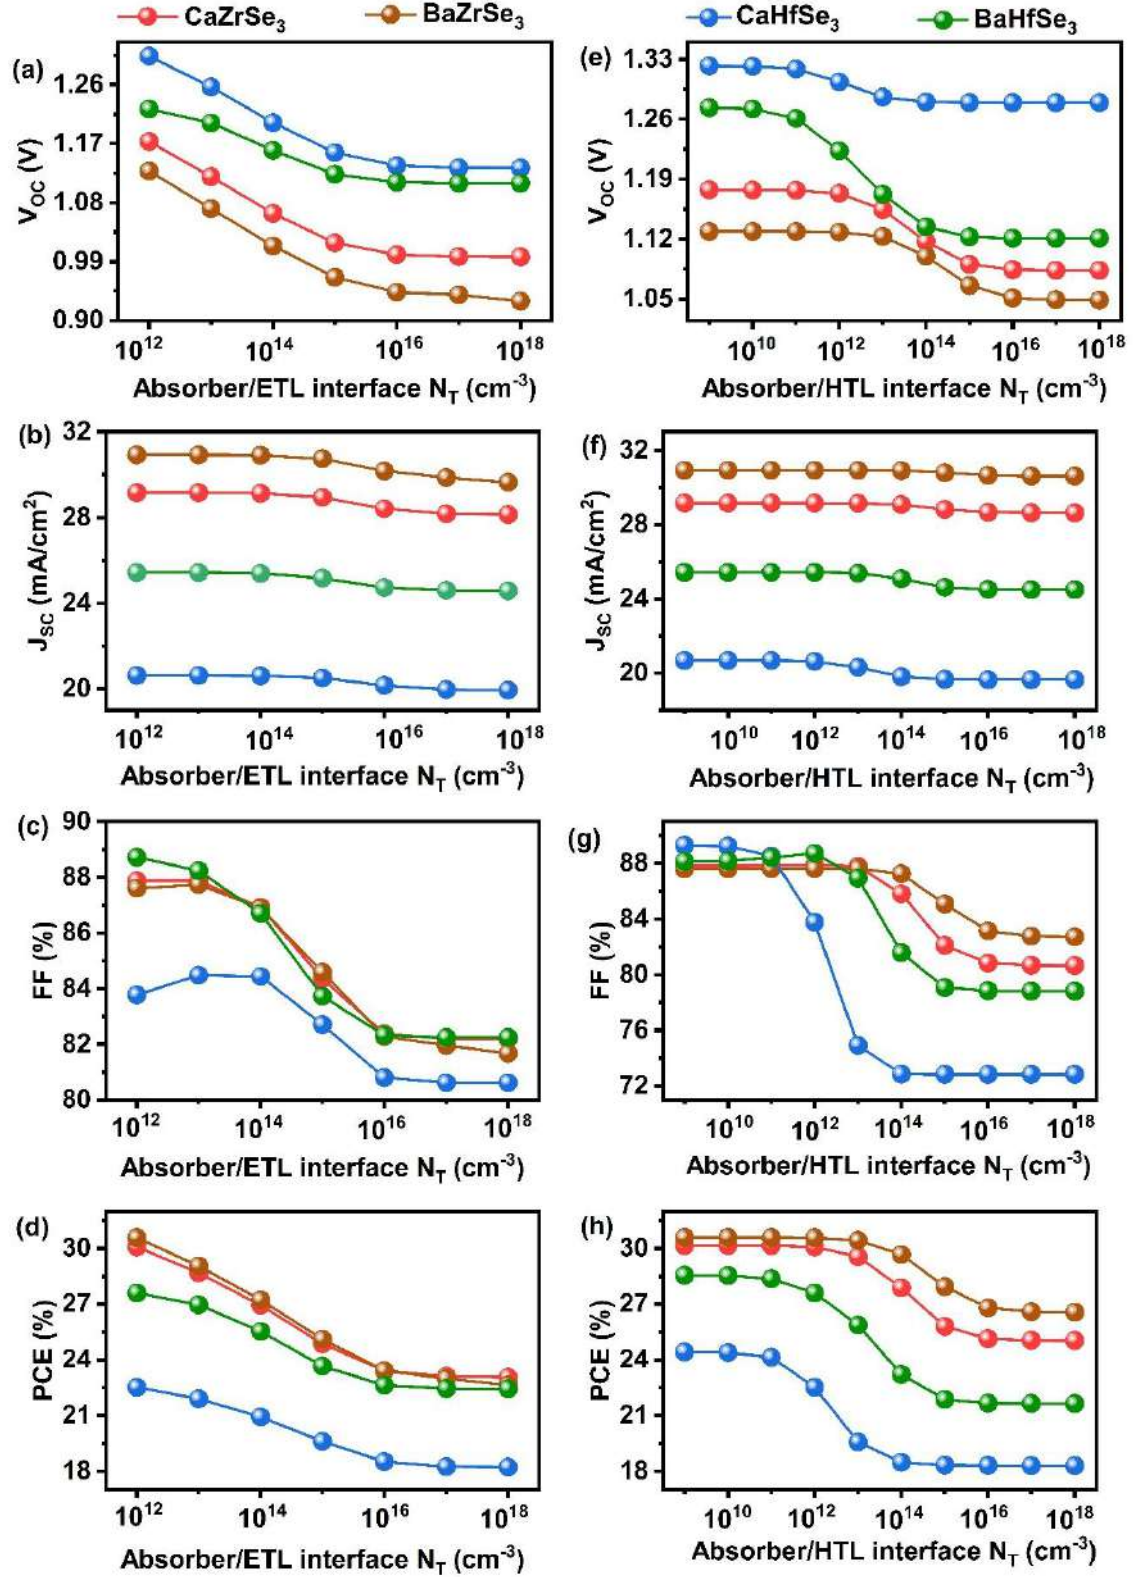 CaZrSe3 BaZrSe3 CaHfSe3 BaHfSe3
(a)
VOC (V)
1.26
1.17
1.08
0.99
0.90
10^12 10^14 10^16 10^18
Absorber/ETL interface NT (cm^-3)
(e)
VOC (V)
1.33
1.26
1.19
1.12
1.05
10^10 10^12 10^14 10^16 10^18
Absorber/HTL interface NT (cm^-3)
(b)
JSC (mA/cm^2)
32
28
24
20
10^12 10^14 10^16 10^18
Absorber/ETL interface NT (cm^-3)
(f)
JSC (mA/cm^2)
32
28
24
20
10^10 10^12 10^14 10^16 10^18
Absorber/HTL interface NT (cm^-3)
(c)
FF (%)
90
88
86
84
82
80
10^12 10^14 10^16 10^18
Absorber/ETL interface NT (cm^-3)
(g)
FF (%)
88
84
80
76
72
10^10 10^12 10^14 10^16 10^18
Absorber/HTL interface NT (cm^-3)
(d)
PCE (%)
30
27
24
21
18
10^12 10^14 10^16 10^18
Absorber/ETL interface NT (cm^-3)
(h)
PCE (%)
30
27
24
21
18
10^10 10^12 10^14 10^16 10^18
Absorber/HTL interface NT (cm^-3)